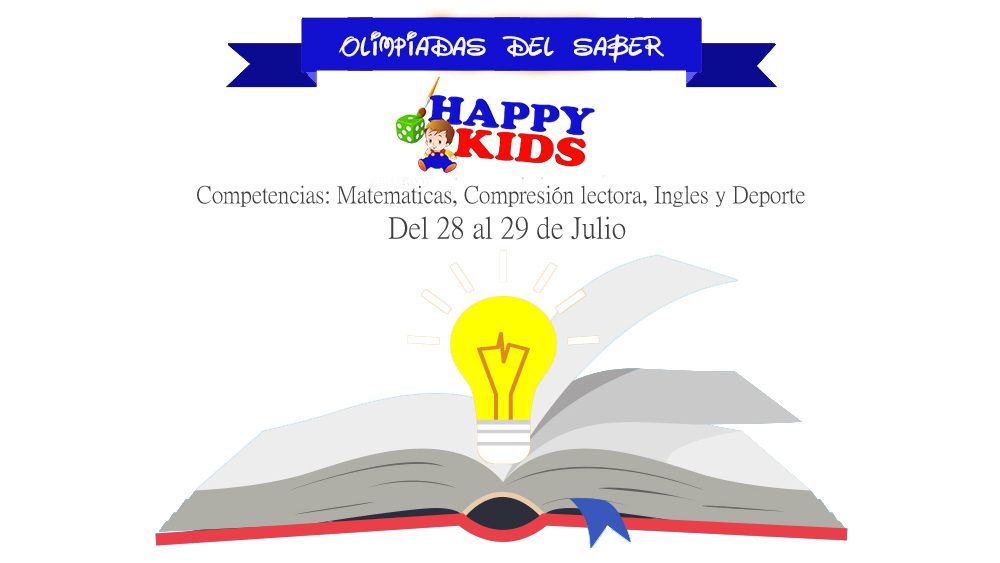 OLIMPIADAS DEL SABER
HAPPY
KIDS
Competencias: Matematicas, Compresión lectora, Ingles y Deporte
Del 28 al 29 de Julio